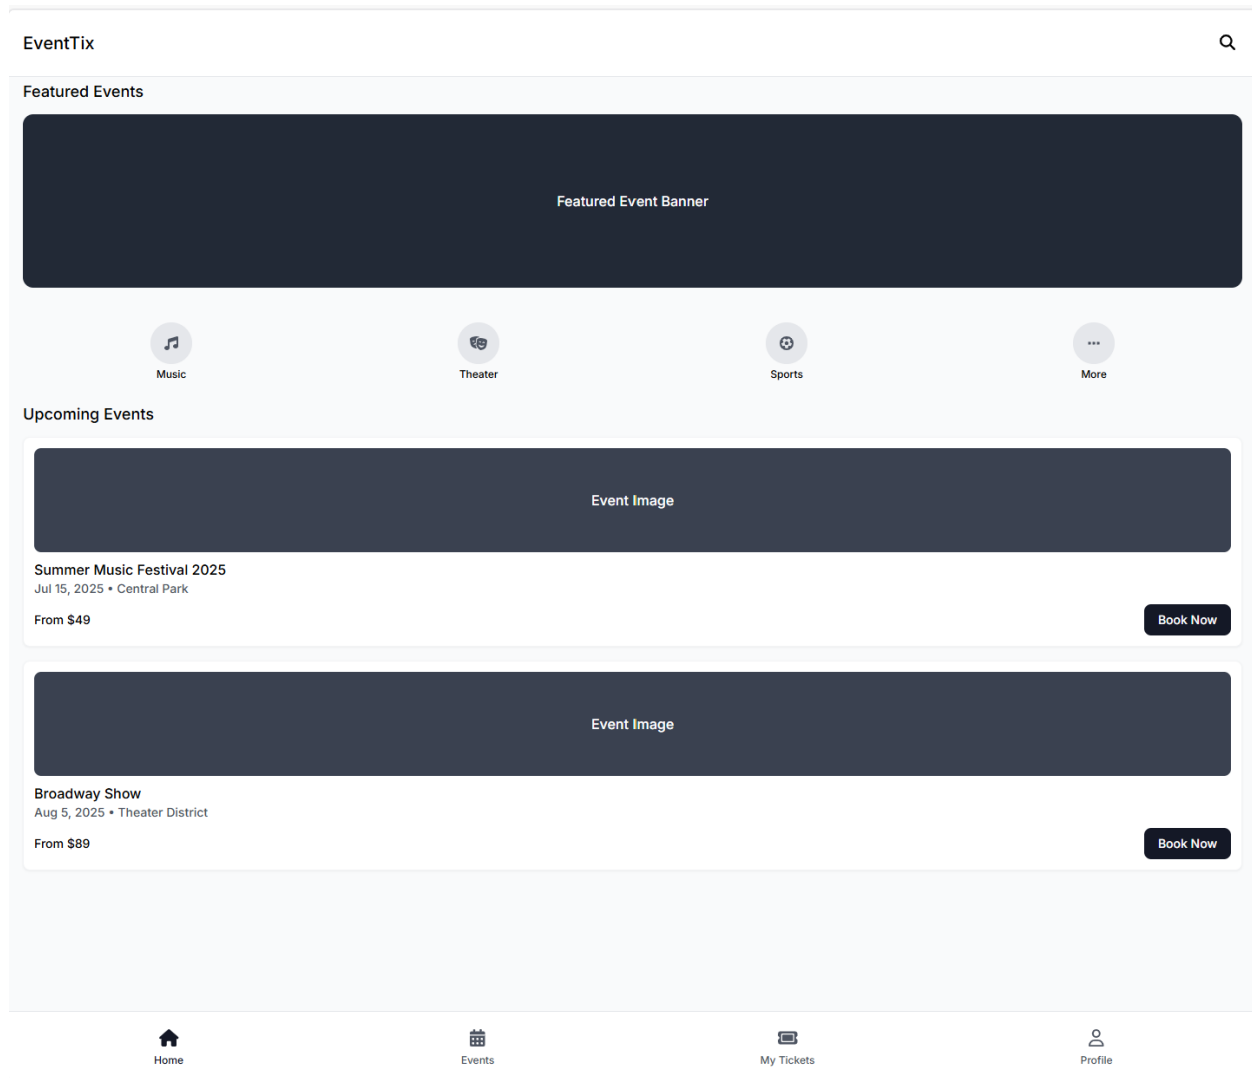 EventTix
Featured Events
Featured Event Banner
Music
Theater
Sports
More
Upcoming Events
Event Image
Summer Music Festival 2025
Jul 15, 2025 • Central Park
From $49
Book Now
Event Image
Broadway Show
Aug 5, 2025 • Theater District
From $89
Book Now
Home
Events
My Tickets
Profile